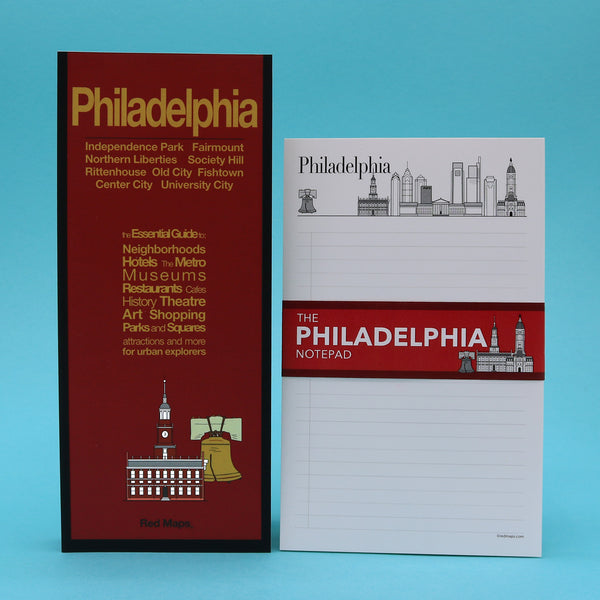 Philadelphia
Independence Park Fairmount
Northern Liberties Society Hill
Rittenhouse Old City Fishtown
Center City University City
the Essential Guide to:
Neighborhoods
Hotels The Metro
Museums
Restaurants Cafes
History Theatre
Art Shopping
Parks and Squares
attractions and more
for urban explorers
Red Maps
Philadelphia
THE
PHILADELPHIA
NOTEPAD
©redmaps.com